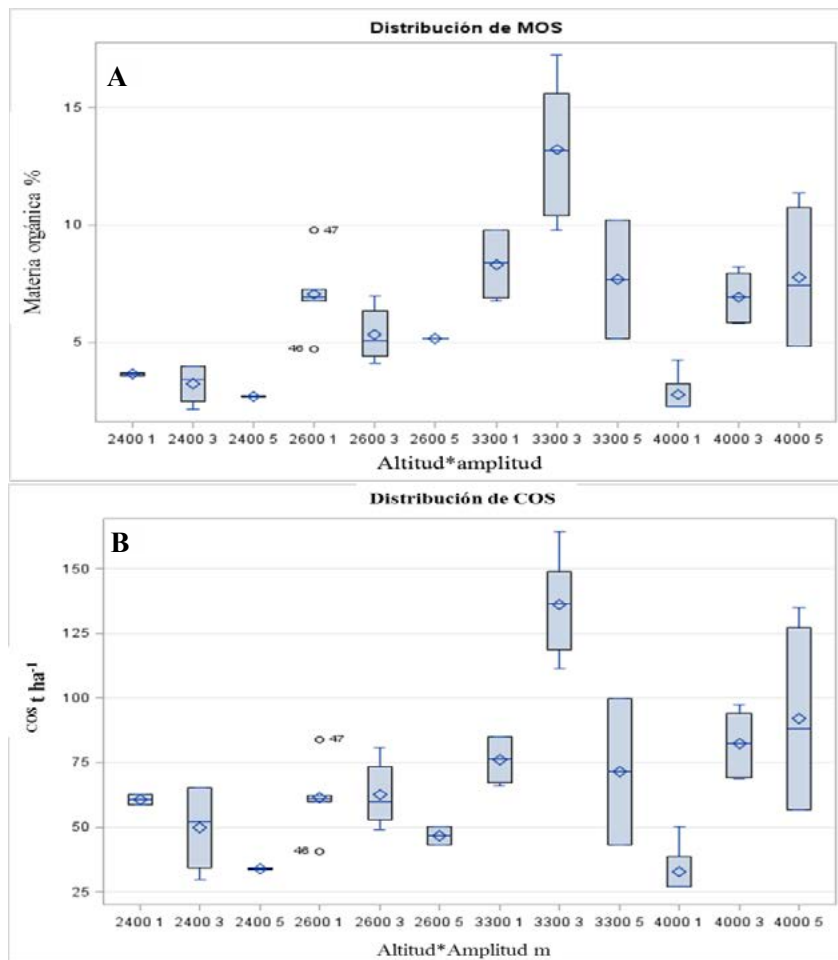 Distribución de MOS
A
Materia orgánica %
15
10
5
47
46
2400 1 2400 3 2400 5 2600 1 2600 3 2600 5 3300 1 3300 3 3300 5 4000 1 4000 3 4000 5
Altitud*amplitud
Distribución de COS
B
COS t ha-1
150
125
100
75
50
25
47
46
2400 1 2400 3 2400 5 2600 1 2600 3 2600 5 3300 1 3300 3 3300 5 4000 1 4000 3 4000 5
Altitud*Amplitud m